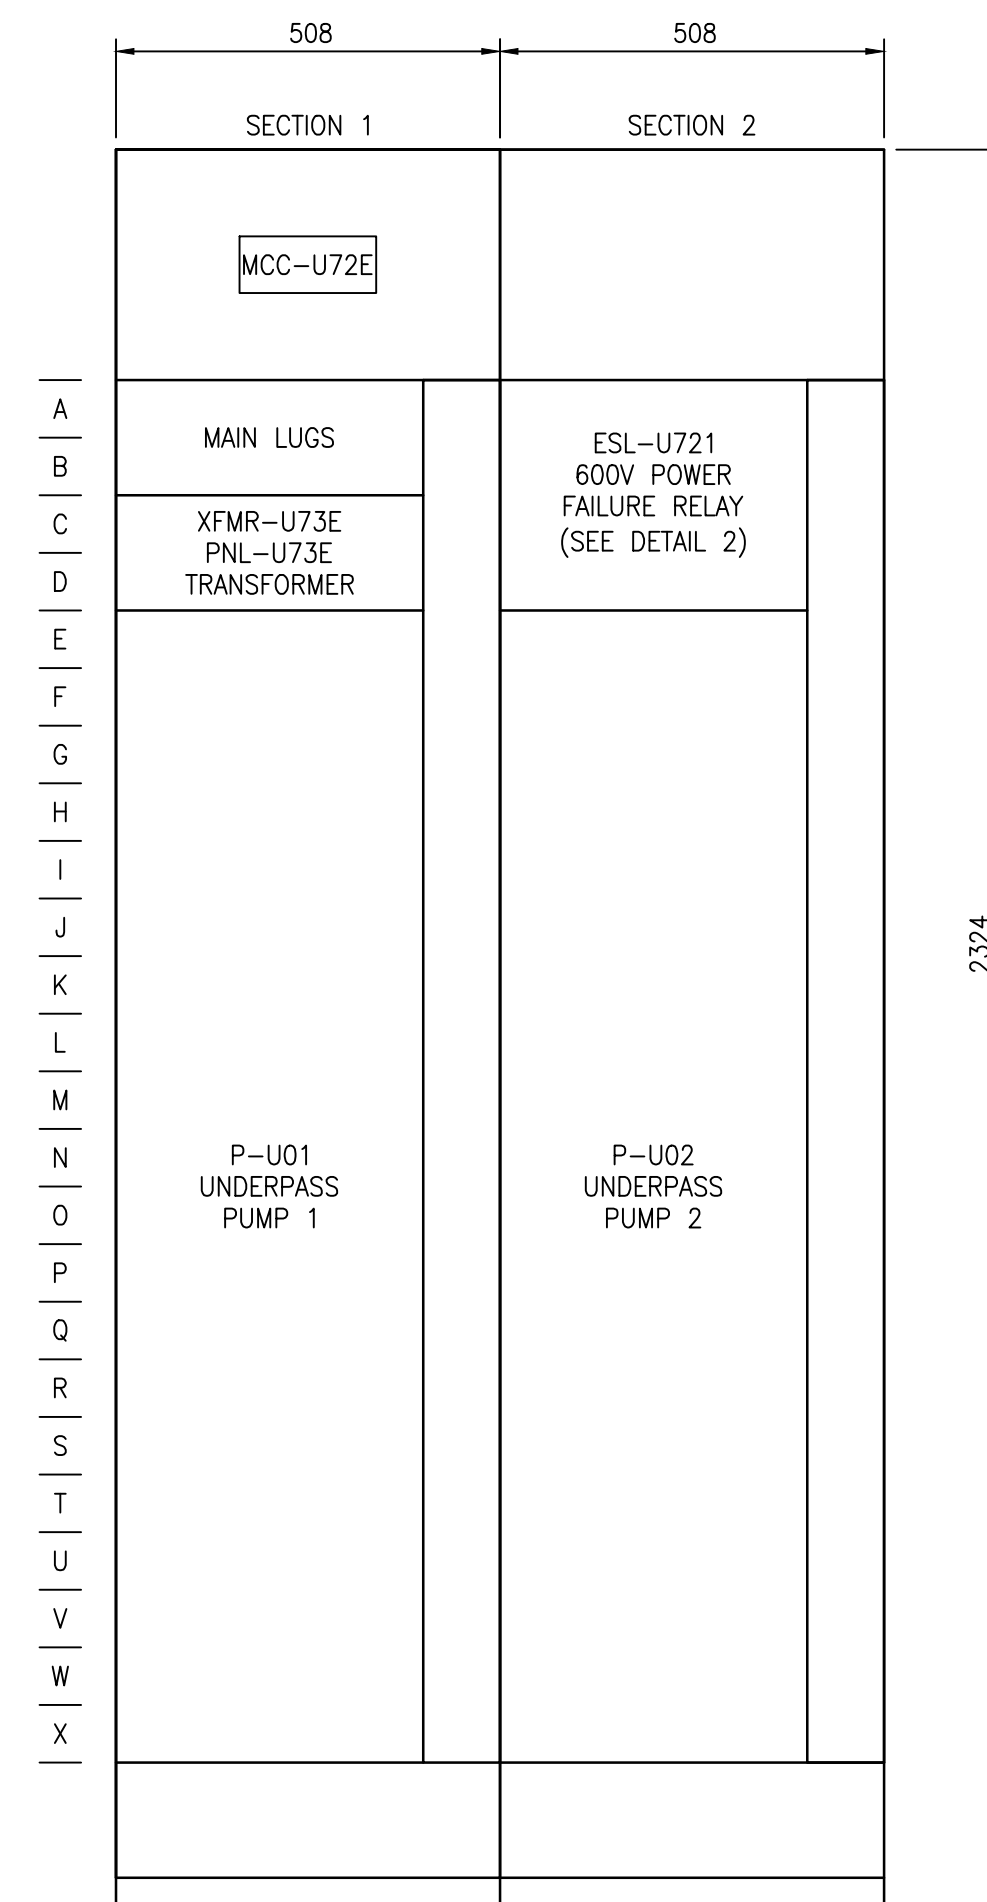 508
508
SECTION 1
SECTION 2
MCC-U72E
A
B
C
D
E
F
G
H
I
J
K
L
M
N
O
P
Q
R
S
T
U
V
W
X
MAIN LUGS
XFMR-U73E
PNL-U73E
TRANSFORMER
P-U01
UNDERPASS
PUMP 1
ESL-U721
600V POWER
FAILURE RELAY
(SEE DETAIL 2)
P-U02
UNDERPASS
PUMP 2
2324